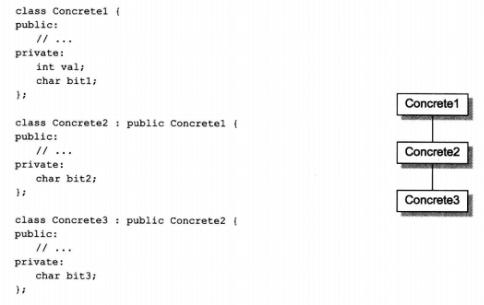 class Concrete1 {
public:
// ...
private:
int val;
char bit1;
};
class Concrete2 : public Concrete1 {
public:
// ...
private:
char bit2;
};
class Concrete3 : public Concrete2 {
public:
// ...
private:
char bit3;
};
Concrete1
Concrete2
Concrete3